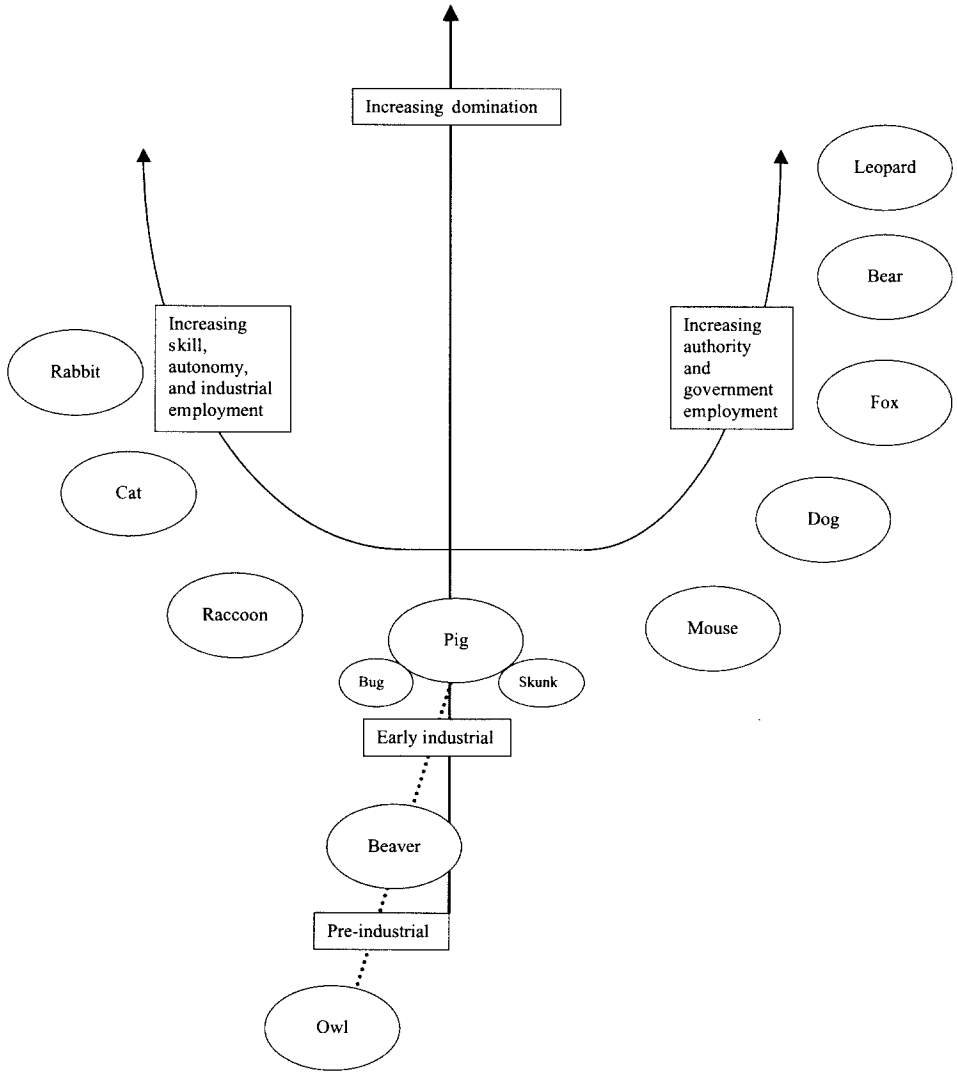 Increasing domination
Leopard
Bear
Increasing
skill,
autonomy,
and industrial
employment
Increasing
authority
and
government
employment
Rabbit
Fox
Cat
Dog
Raccoon
Mouse
Pig
Bug
Skunk
Early industrial
Beaver
Pre-industrial
Owl